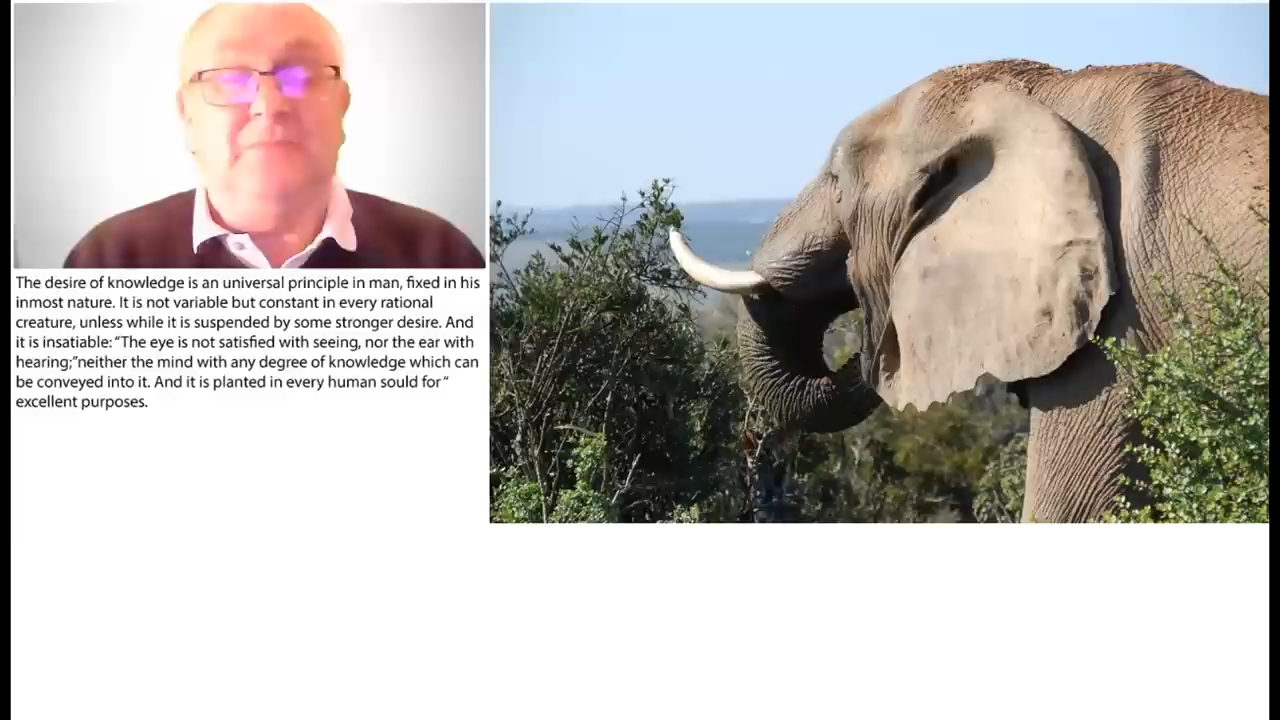 The desire of knowledge is an universal principle in man, fixed in his
inmost nature. It is not variable but constant in every rational
creature, unless while it is suspended by some stronger desire. And
it is insatiable: “The eye is not satisfied with seeing, nor the ear with
hearing;”neither the mind with any degree of knowledge which can
be conveyed into it. And it is planted in every human sould for“
excellent purposes.